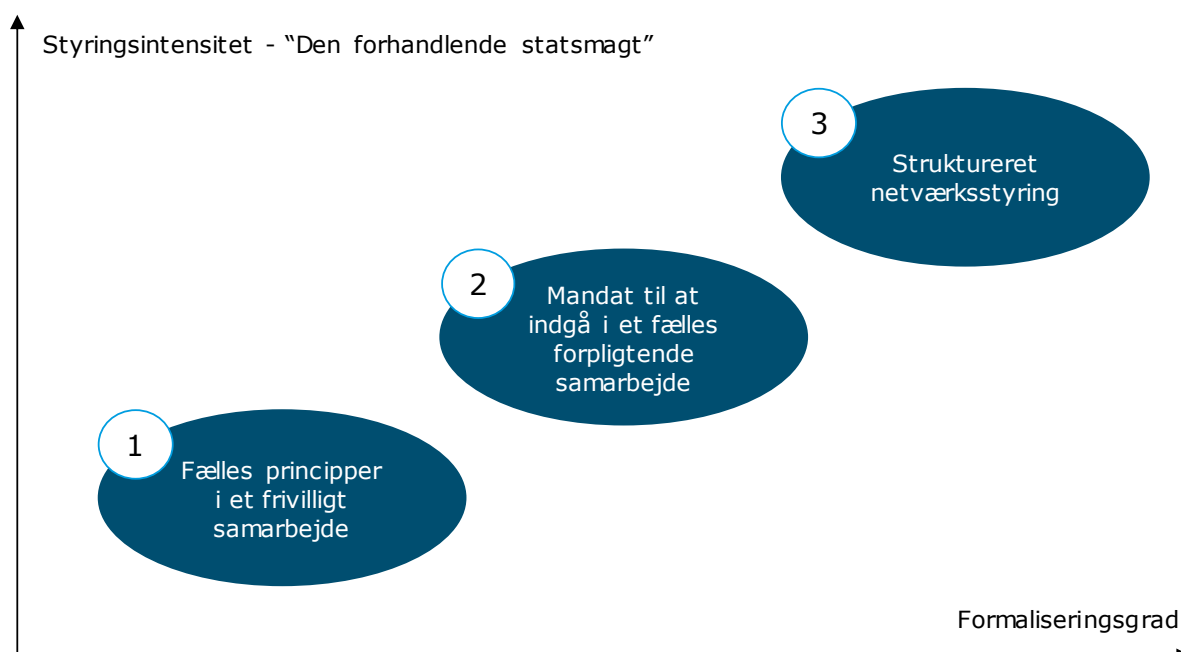 Styringsintensitet - “Den forhandlende statsmagt”
3
Struktureret
netværksstyring
2
Mandat til at
indgå i et fælles
forpligtende
samarbejde
1
Fælles principper
i et frivilligt
samarbejde
Formaliseringsgrad